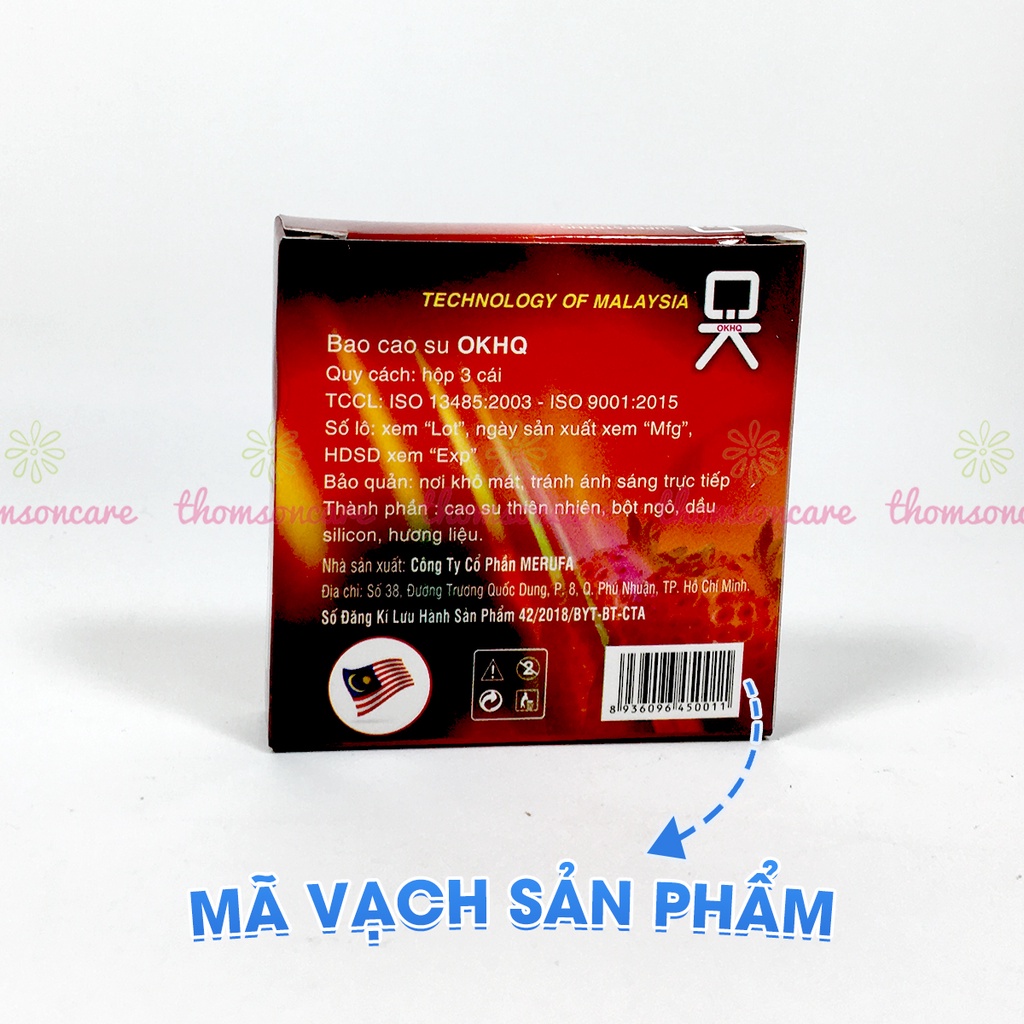 TECHNOLOGY OF MALAYSIA
OKHQ
Bao cao su OKHQ
Quy cách: hộp 3 cái
TCCL: ISO 13485:2003 - ISO 9001:2015
Số lô: xem “Lot”, ngày sản xuất xem “Mfg”,
HDSD xem “Exp”
Bảo quản: nơi khô mát, tránh ánh sáng trực tiếp
thomsoncare thomsoncare thomsoncare thomsoncare
Thành phần : cao su thiên nhiên, bột ngô, dầu
silicon, hương liệu.
Nhà sản xuất: Công Ty Cổ Phần MERUFA
Địa chỉ: Số 38, Đường Trương Quốc Dung, P. 8, Q. Phú Nhuận, TP. Hồ Chí Minh.
Số Đăng Kí Lưu Hành Sản Phẩm 42/2018/BYT-BT-CTA
8 936096 450011
MÃ VẠCH SẢN PHẨM